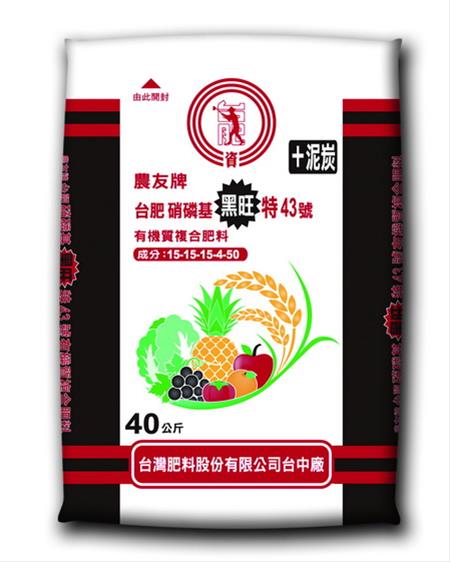 由此開封
台肥
資
+泥炭
農友牌
台肥 硝磷基 黑旺 特43號
有機質複合肥料
成分:15-15-15-4-50
40公斤
台灣肥料股份有限公司台中廠